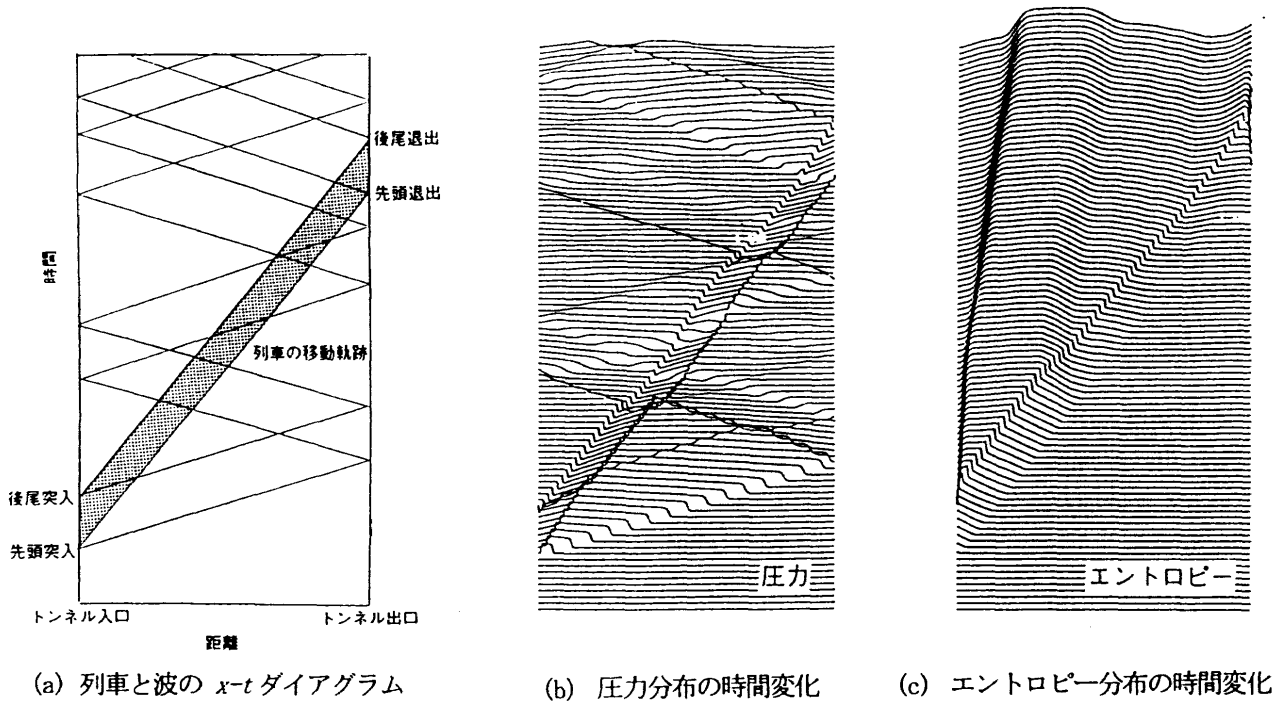 後尾退出
先頭退出
時間
列車の移動軌跡
後尾突入
先頭突入
トンネル入口
トンネル出口
距離
圧力
エントロピー
(a) 列車と波の x-t ダイアグラム
(b) 圧力分布の時間変化
(c) エントロピー分布の時間変化